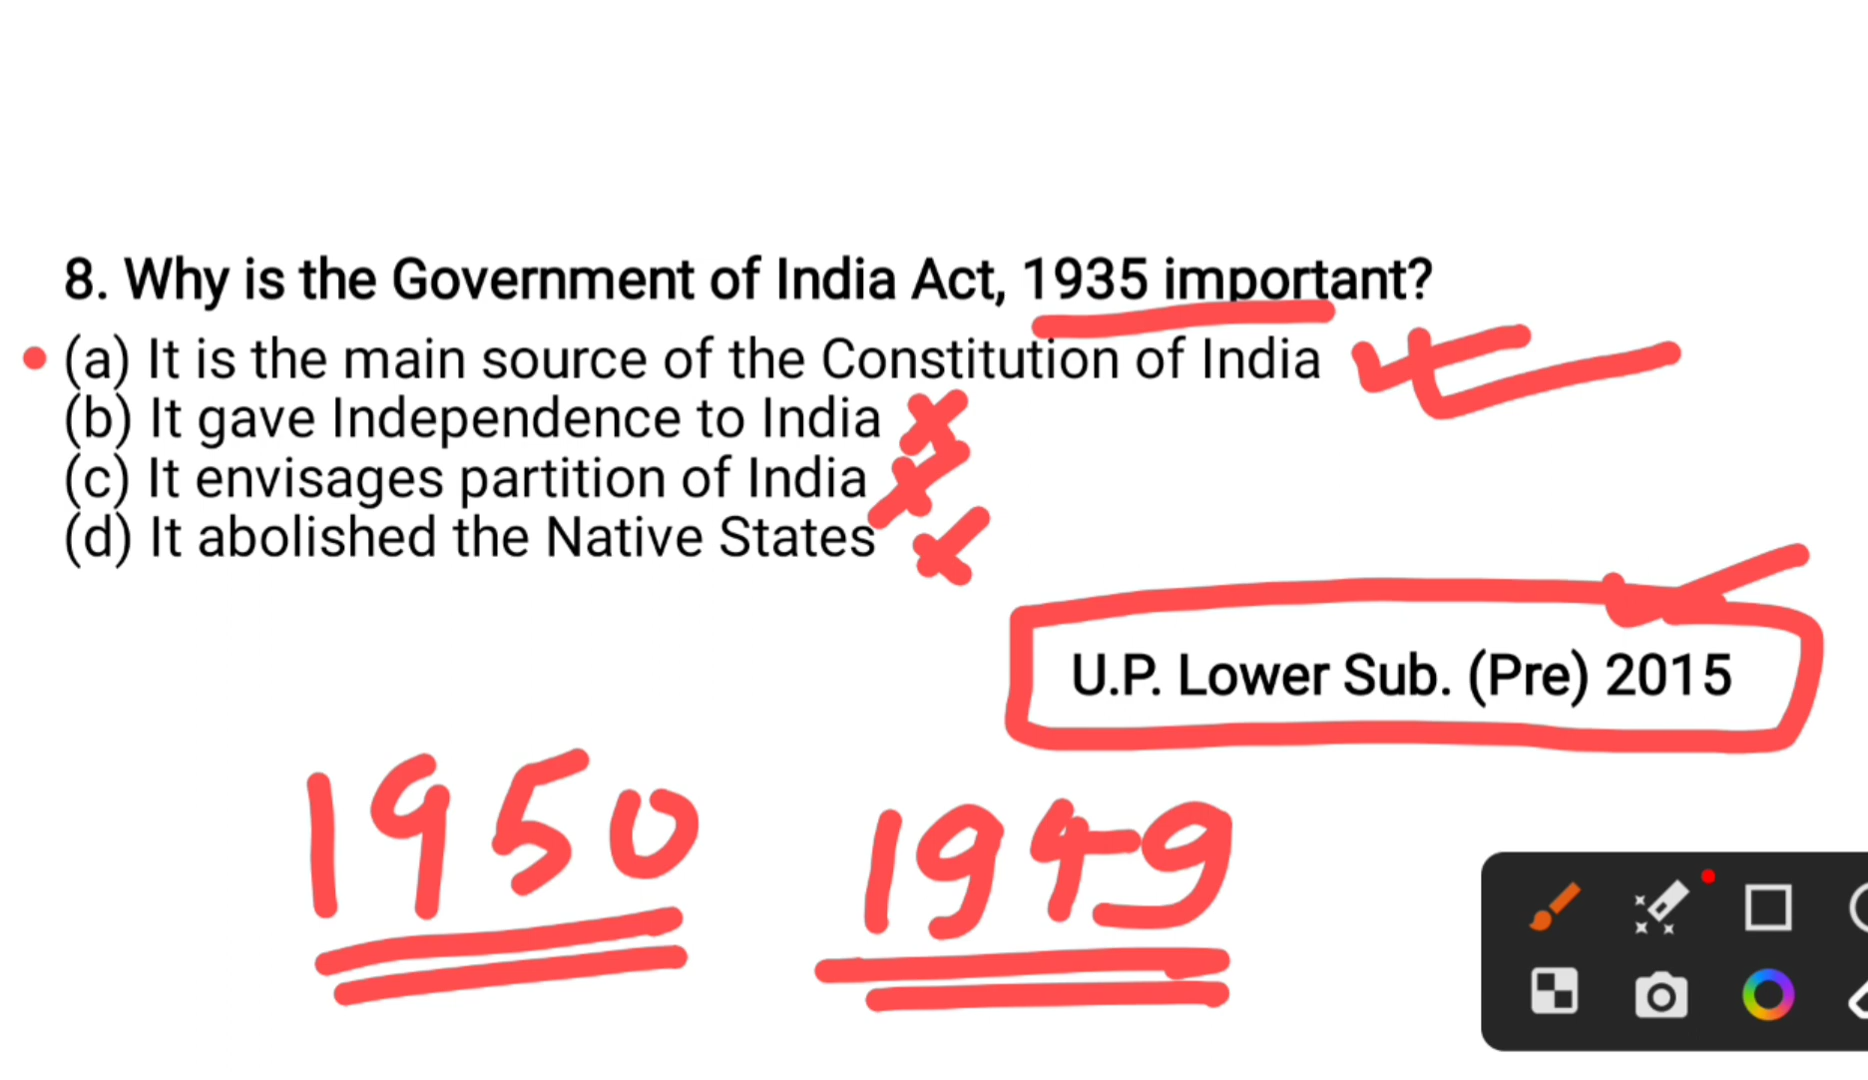 8. Why is the Government of India Act, 1935 important?
(a) It is the main source of the Constitution of India
(b) It gave Independence to India
(c) It envisages partition of India
(d) It abolished the Native States
U.P. Lower Sub. (Pre) 2015
1950 1949